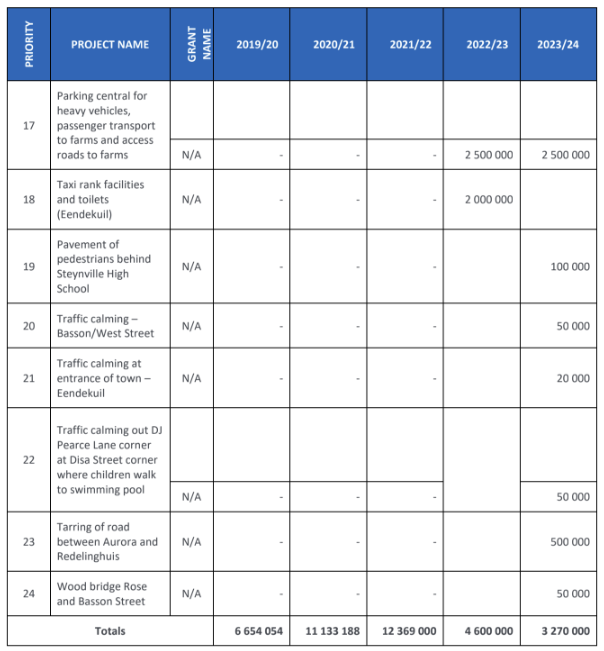 PRIORITY PROJECT NAME GRANT NAME 2019/20 2020/21 2021/22 2022/23 2023/24
Parking central for
heavy vehicles,
17 passenger transport
to farms and access
roads to farms N/A - - - 2 500 000 2 500 000
Taxi rank facilities
18 and toilets N/A - - - 2 000 000
(Eendekuil)
Pavement of
pedestrians behind
19 Steynville High N/A - - - 100 000
School
20 Traffic calming – N/A - - - 50 000
Basson/West Street
Traffic calming at
21 entrance of town – N/A - - - 20 000
Eendekuil
Traffic calming out DJ
Pearce Lane corner
22 at Disa Street corner
where children walk
to swimming pool N/A - - - 50 000
Tarring of road
23 between Aurora and N/A - - - 500 000
Redelinghuis
24 Wood bridge Rose N/A - - - 50 000
and Basson Street
Totals 6 654 054 11 133 188 12 369 000 4 600 000 3 270 000